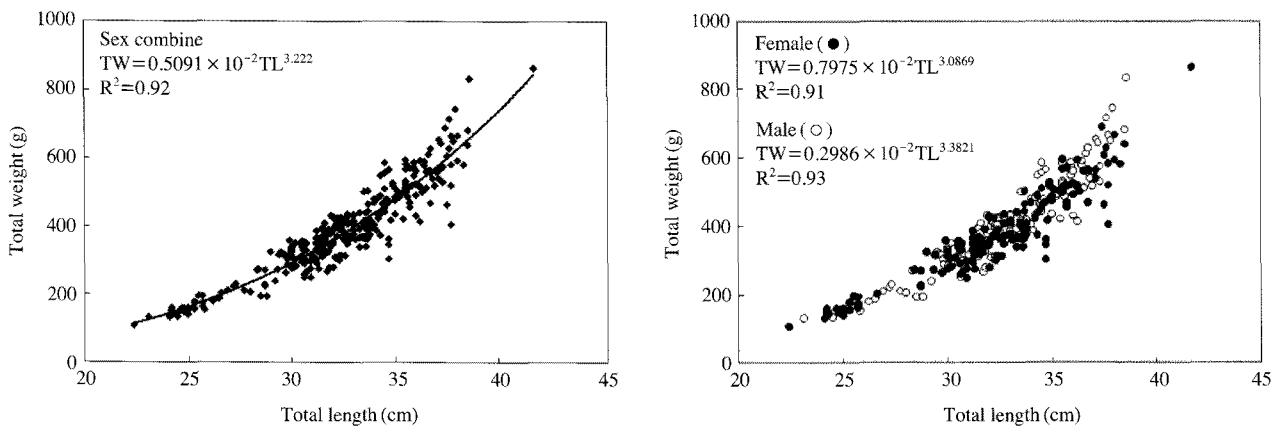 1000
800
600
400
200
0
Total weight (g)
Sex combine
TW=0.5091×10⁻²TL³·²²²
R²=0.92
20 25 30 35 40 45
Total length (cm)
1000
800
600
400
200
0
Total weight (g)
Female (●)
TW=0.7975×10⁻²TL³·⁰⁸⁶⁹
R²=0.91
Male (○)
TW=0.2986×10⁻²TL³·³⁸²¹
R²=0.93
20 25 30 35 40 45
Total length (cm)